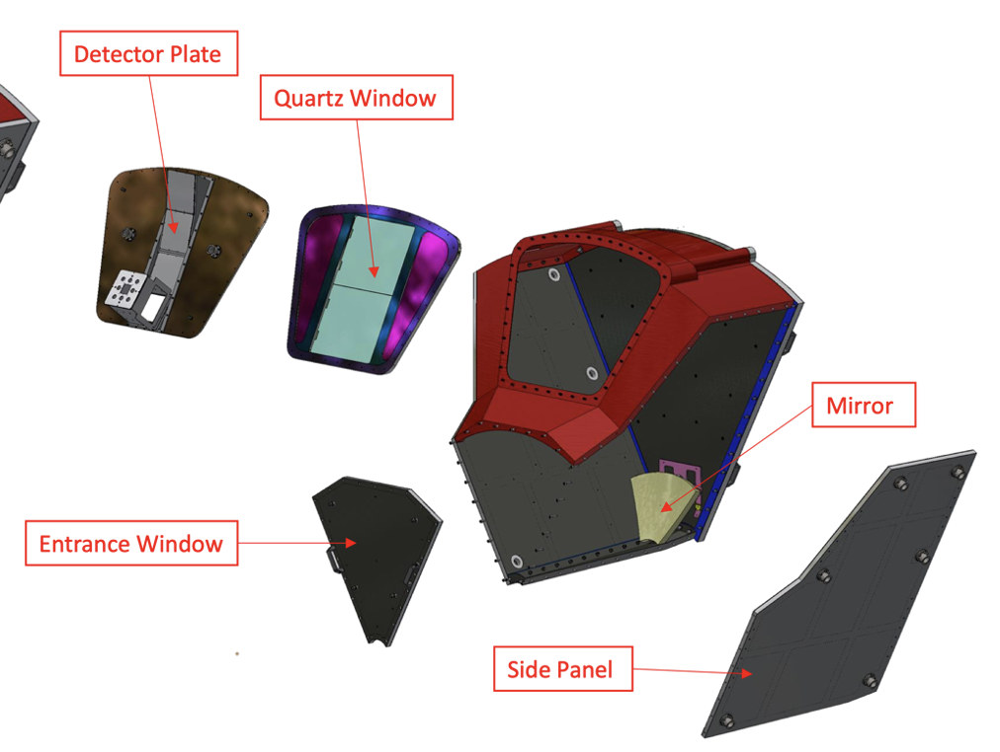 Detector Plate
Quartz Window
Mirror
Entrance Window
Side Panel